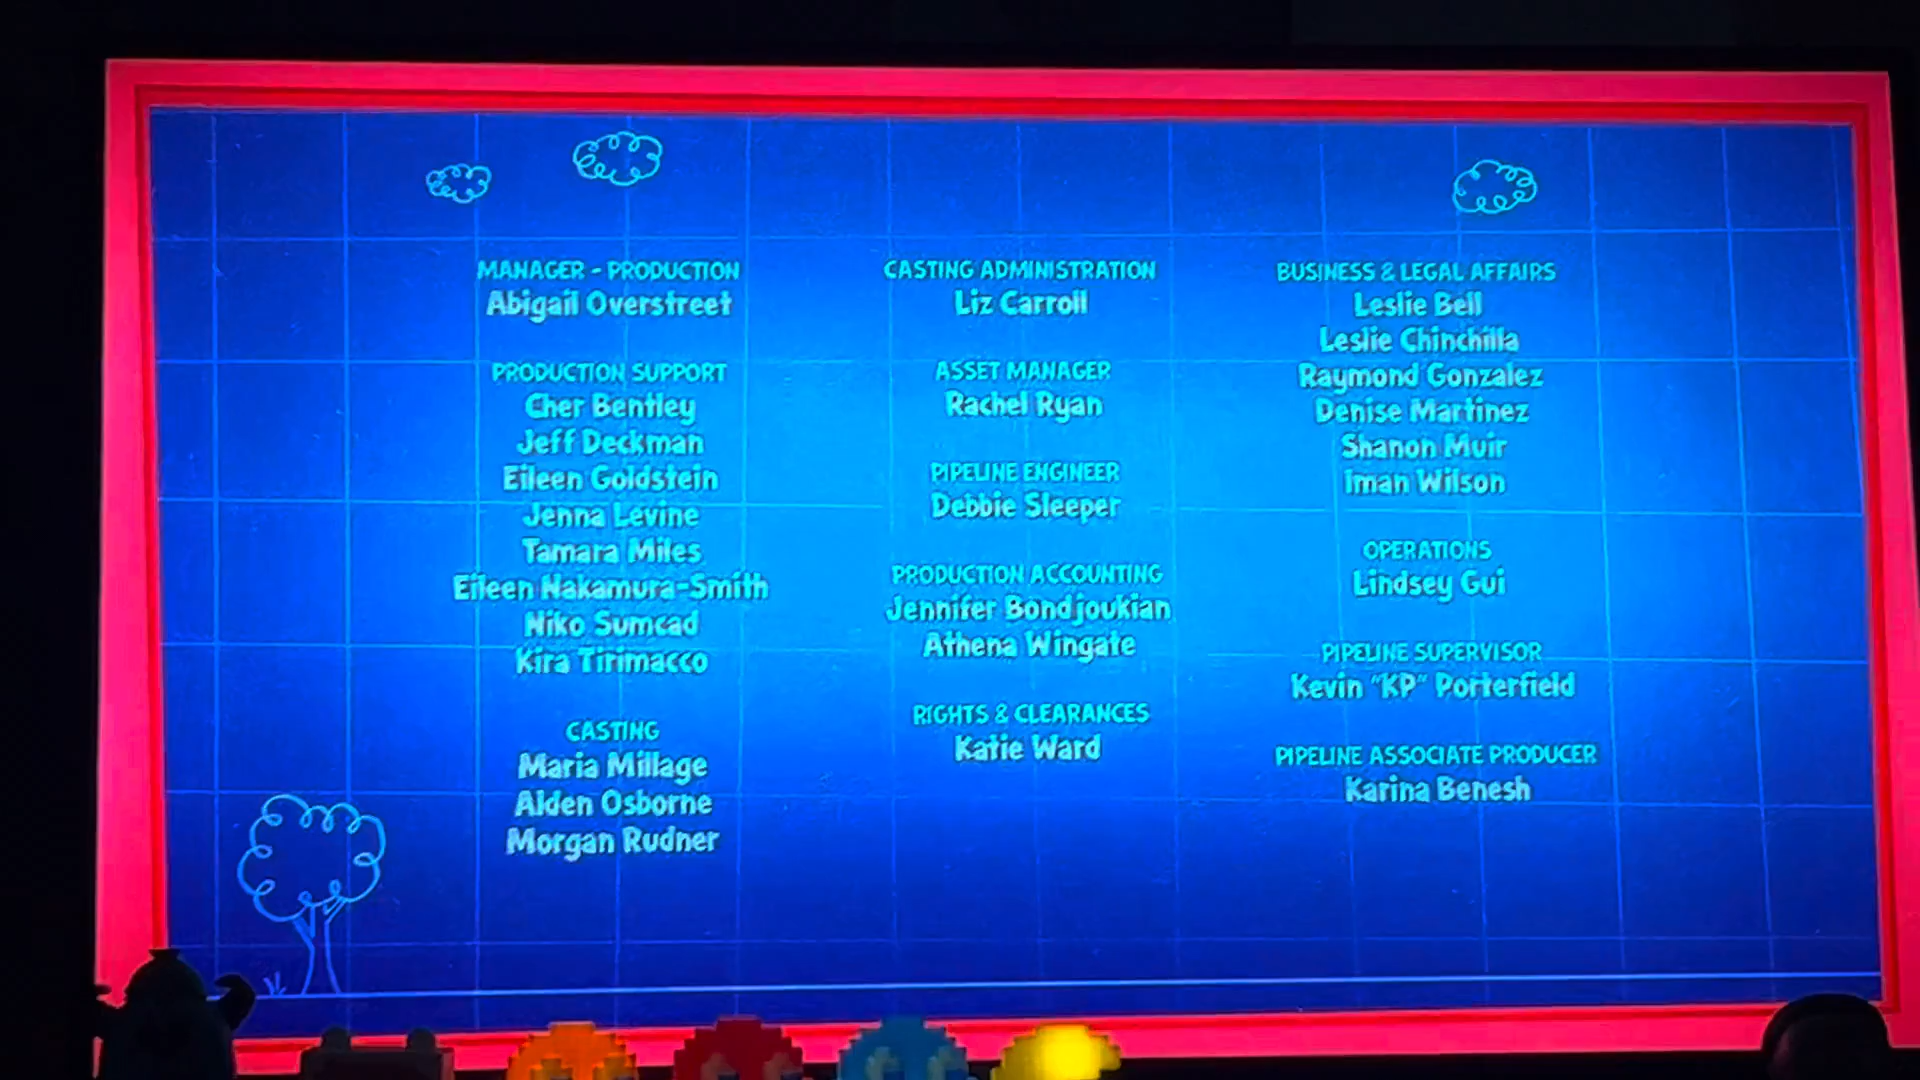 MANAGER - PRODUCTION
Abigail Overstreet
PRODUCTION SUPPORT
Cher Bentley
Jeff Deckman
Eileen Goldstein
Jenna Levine
Tamara Miles
Eileen Nakamura-Smith
Niko Sumcad
Kira Tirimacco
CASTING
Maria Millage
Aiden Osborne
Morgan Rudner
CASTING ADMINISTRATION
Liz Carroll
ASSET MANAGER
Rachel Ryan
PIPELINE ENGINEER
Debbie Sleeper
PRODUCTION ACCOUNTING
Jennifer Bondjoukian
Athena Wingate
RIGHTS & CLEARANCES
Katie Ward
BUSINESS & LEGAL AFFAIRS
Leslie Bell
Leslie Chinchilla
Raymond Gonzalez
Denise Martinez
Shanon Muir
Iman Wilson
OPERATIONS
Lindsey Gui
PIPELINE SUPERVISOR
Kevin "KP" Porterfield
PIPELINE ASSOCIATE PRODUCER
Karina Benesh